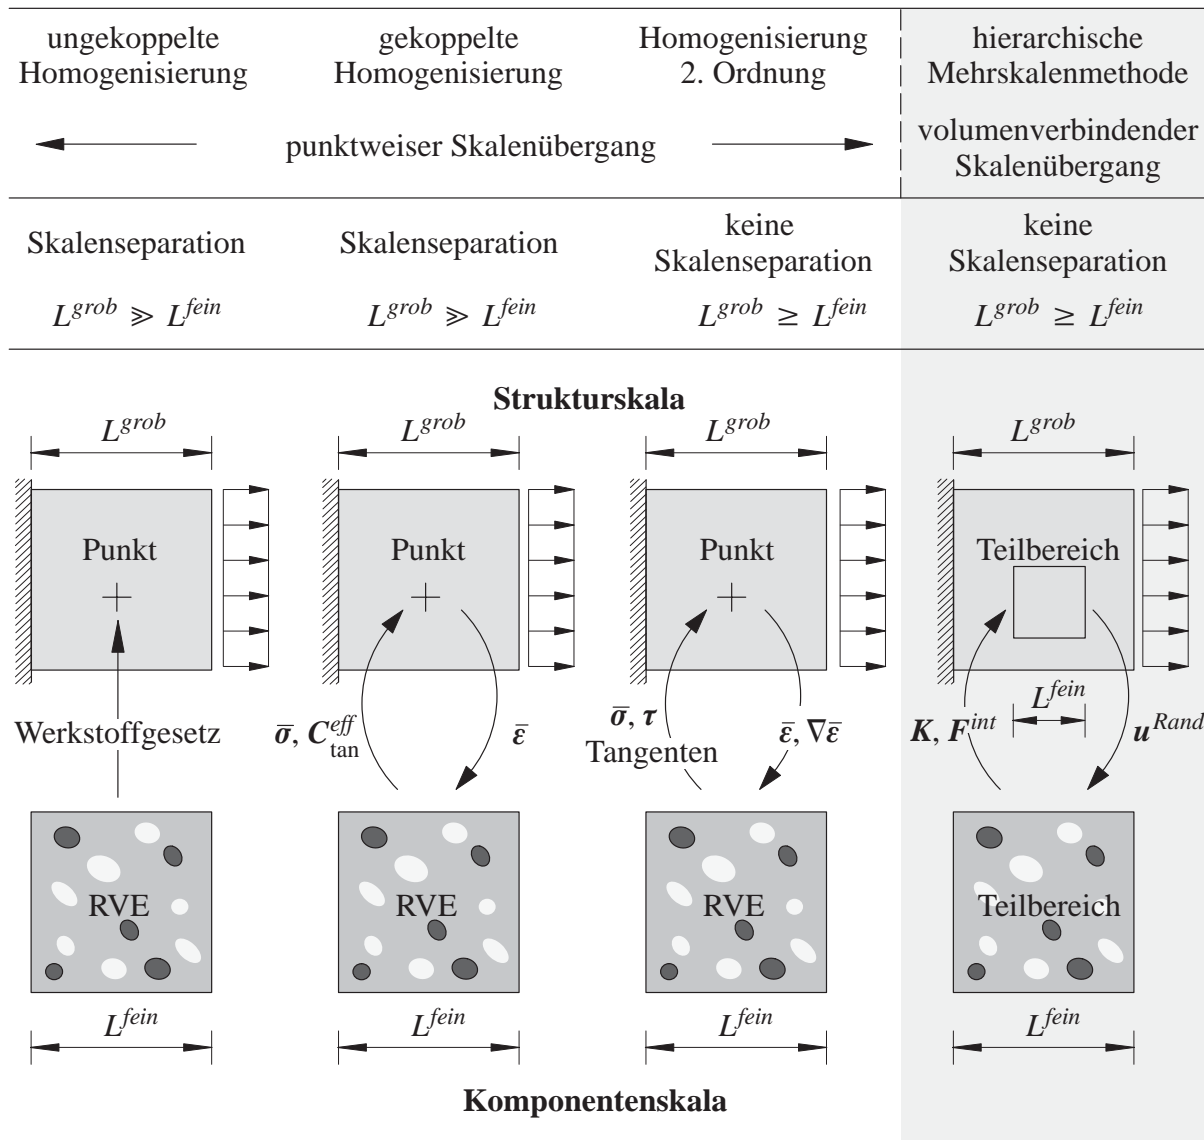 ungekoppelte
Homogenisierung
gekoppelte
Homogenisierung
Homogenisierung
2. Ordnung
hierarchische
Mehrskalenmethode
punktweiser Skalenübergang
volumenverbindender
Skalenübergang
Skalenseparation
Skalenseparation
keine
Skalenseparation
keine
Skalenseparation
L^grob ⪢ L^fein
L^grob ⪢ L^fein
L^grob ≥ L^fein
L^grob ≥ L^fein
Strukturskala
L^grob
L^grob
L^grob
L^grob
Punkt
Punkt
Punkt
Teilbereich
L^fein
Werkstoffgesetz
σ̄, C_tan^eff
ε̄
σ̄, τ
Tangenten
ε̄, ∇ε̄
K, F^int
u^Rand
RVE
RVE
RVE
Teilbereich
L^fein
L^fein
L^fein
L^fein
Komponentenskala